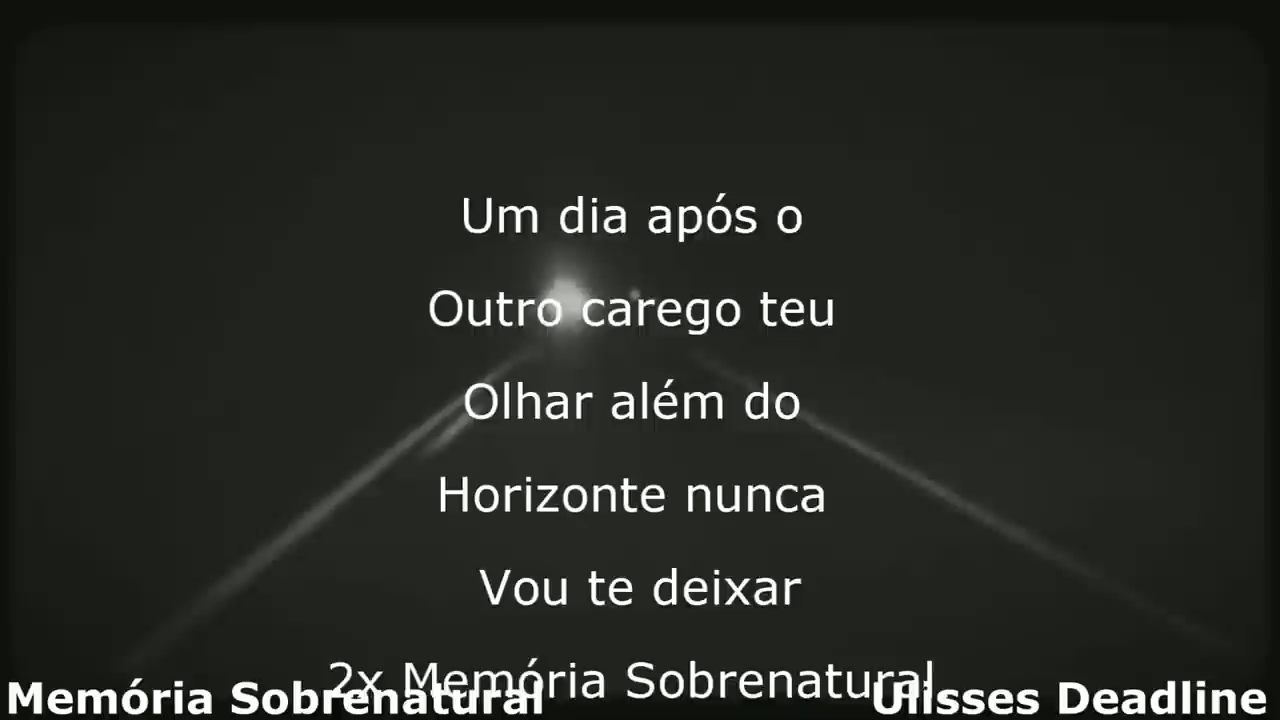 Um dia após o
Outro carego teu
Olhar além do
Horizonte nunca
Vou te deixar
2x Memória Sobrenatural
Memória Sobrenatural
Ulisses Deadline